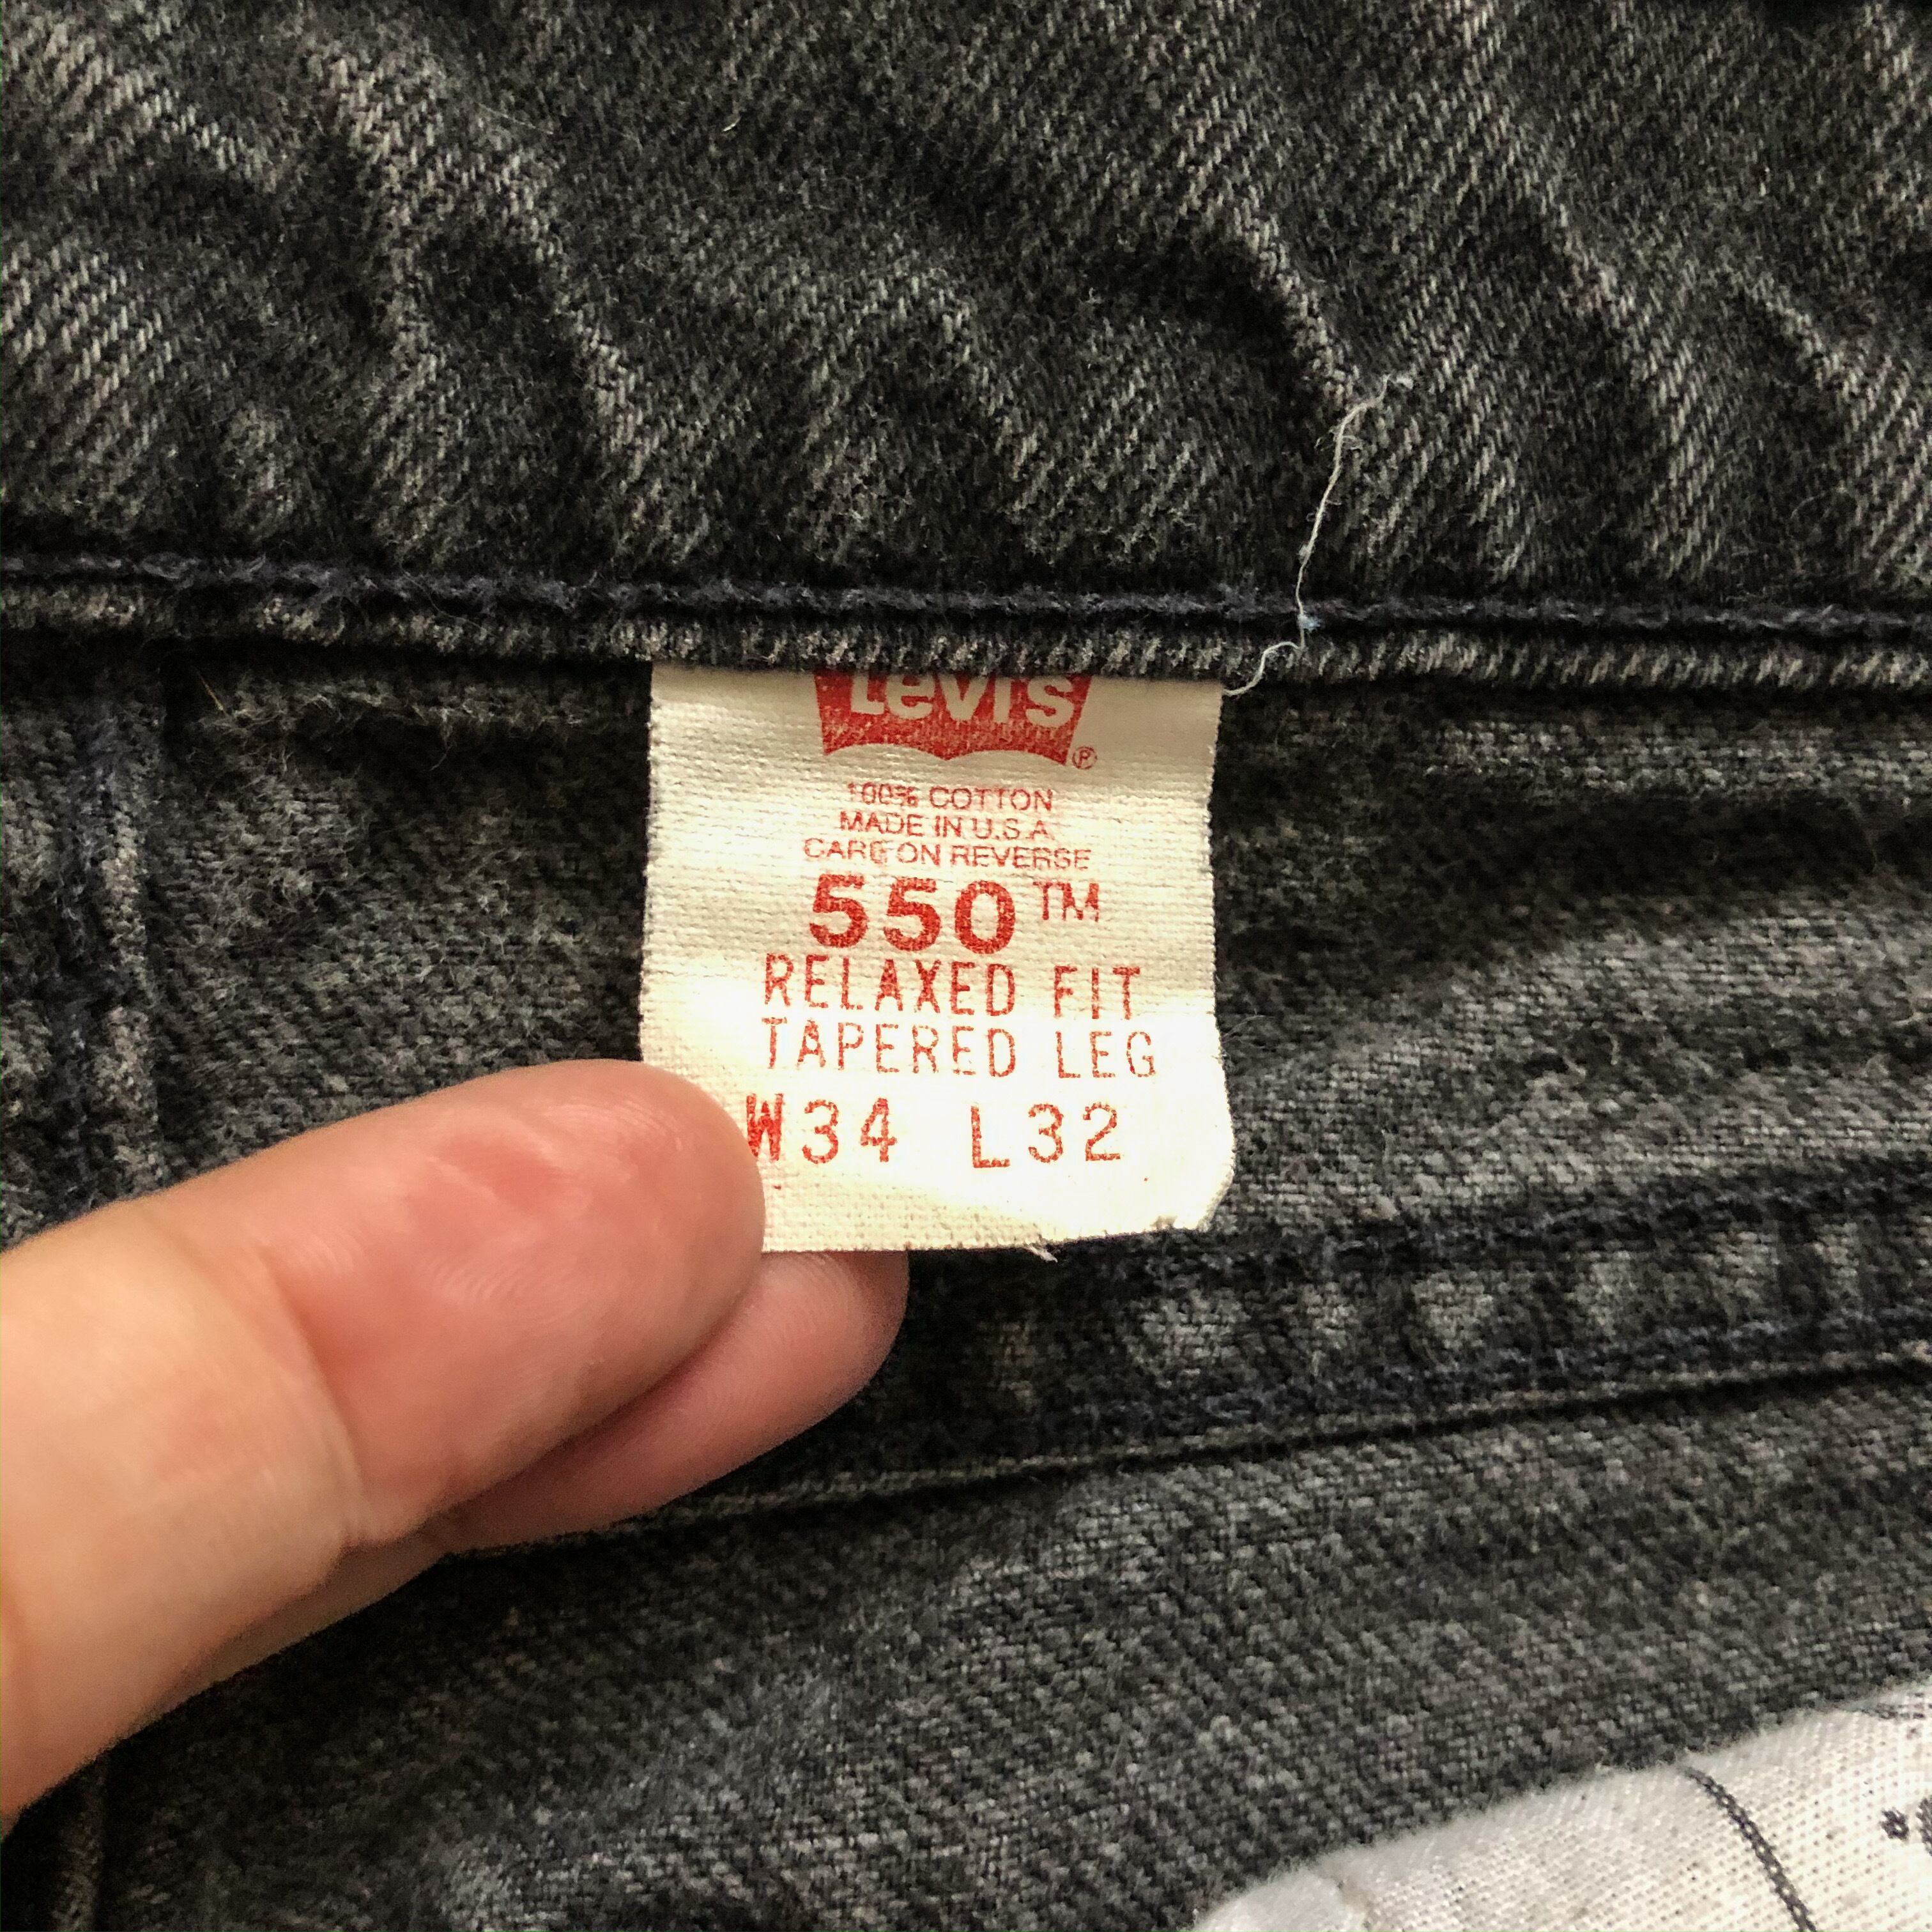 Levi's ®
100% COTTON
MADE IN U.S.A.
CARE ON REVERSE
550™
RELAXED FIT
TAPERED LEG
W34 L32